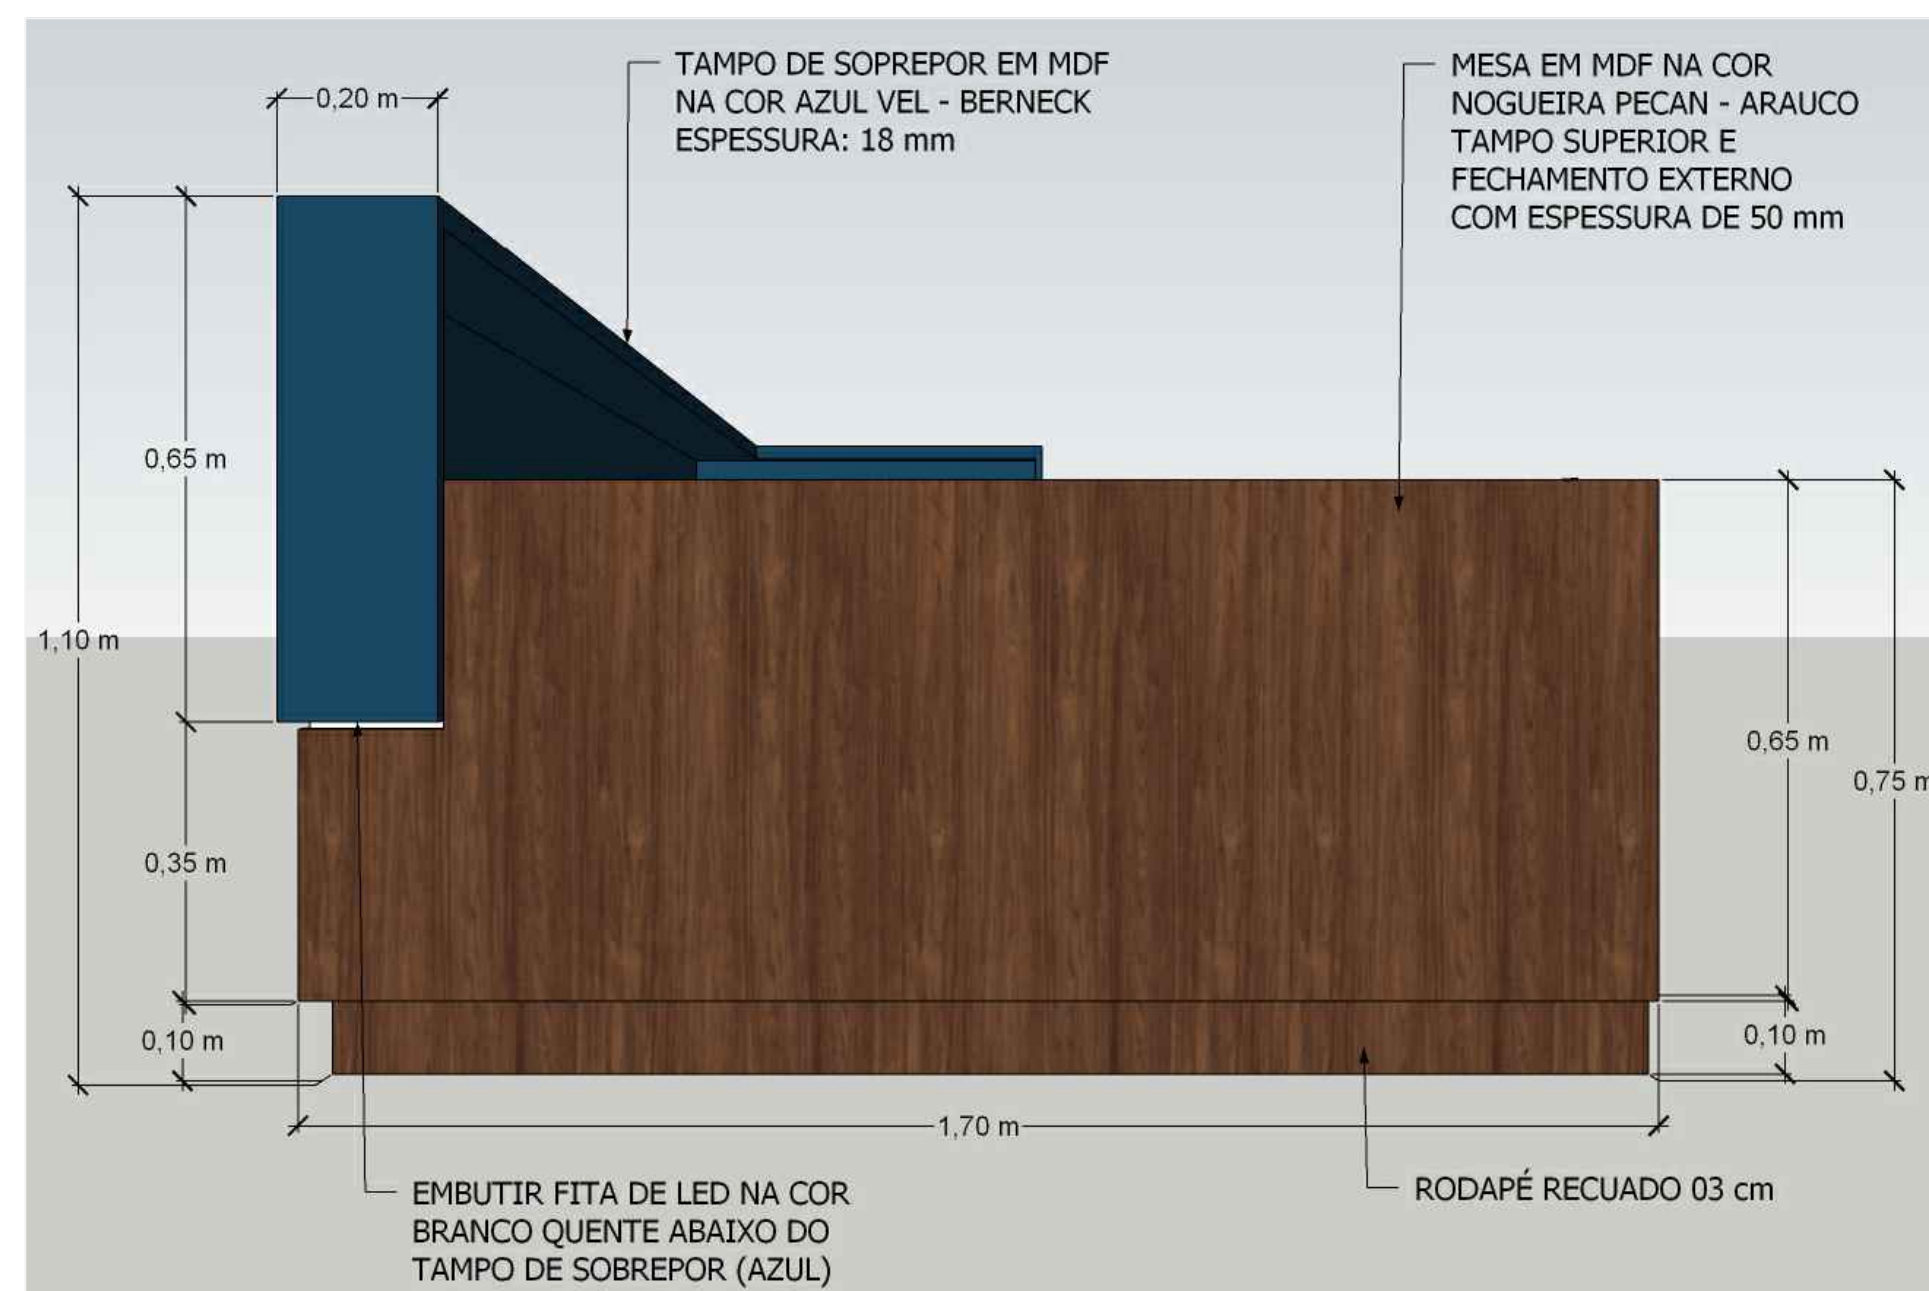 TAMPO DE SOPREPOR EM MDF
NA COR AZUL VEL - BERNECK
ESPESSURA: 18 mm
MESA EM MDF NA COR
NOGUEIRA PECAN - ARAUCO
TAMPO SUPERIOR E
FECHAMENTO EXTERNO
COM ESPESSURA DE 50 mm
0,20 m
0,65 m
1,10 m
0,65 m
0,75 m
0,35 m
0,10 m
0,10 m
1,70 m
EMBUTIR FITA DE LED NA COR
BRANCO QUENTE ABAIXO DO
TAMPO DE SOBREPOR (AZUL)
RODAPÉ RECUADO 03 cm